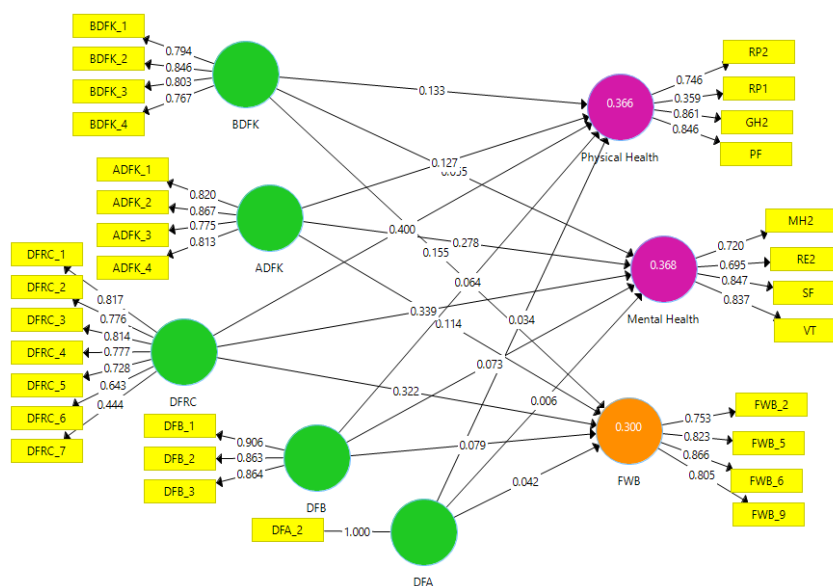 BDFK_1
BDFK_2
BDFK_3
BDFK_4
0.794
0.846
0.803
0.767
BDFK
ADFK_1
ADFK_2
ADFK_3
ADFK_4
0.820
0.867
0.775
0.813
ADFK
DFRC_1
DFRC_2
DFRC_3
DFRC_4
DFRC_5
DFRC_6
DFRC_7
0.817
0.776
0.814
0.777
0.728
0.643
0.444
DFRC
DFB_1
DFB_2
DFB_3
0.906
0.863
0.864
DFB
DFA_2
1.000
DFA
0.133
0.127
0.400
0.278
0.155
0.064
0.339
0.114
0.034
0.322
0.073
0.006
0.079
0.042
0.366
Physical Health
0.746
0.359
0.861
0.846
RP2
RP1
GH2
PF
0.368
Mental Health
0.720
0.695
0.847
0.837
MH2
RE2
SF
VT
0.300
FWB
0.753
0.823
0.866
0.805
FWB_2
FWB_5
FWB_6
FWB_9